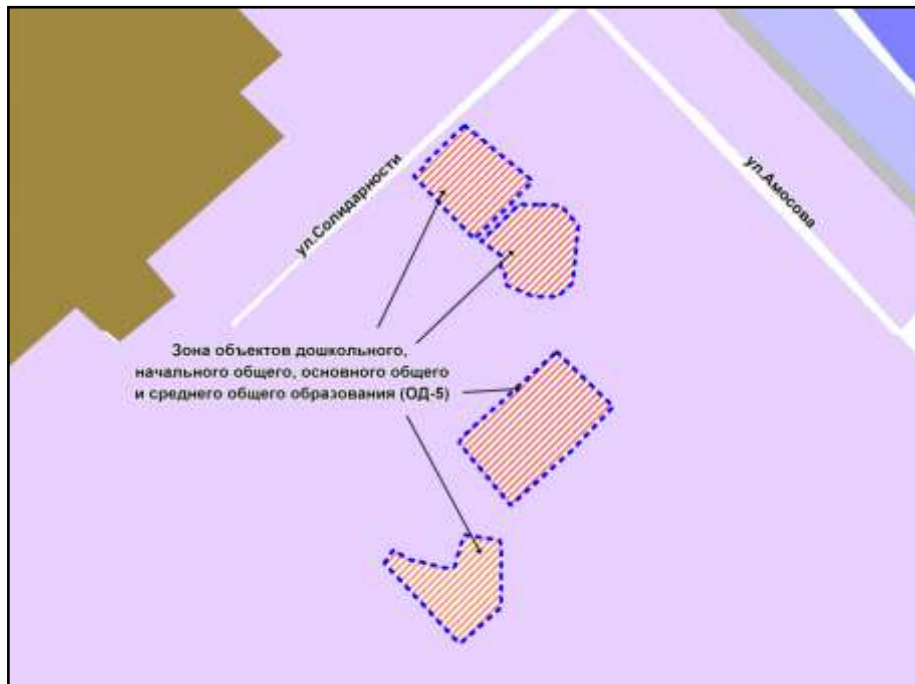 ул.Солидарности
ул.Амосова
Зона объектов дошкольного,
начального общего, основного общего
и среднего общего образования (ОД-5)